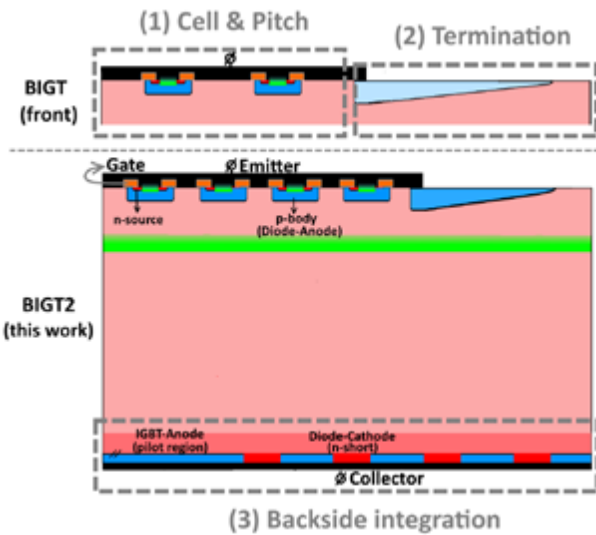 (1) Cell & Pitch
(2) Termination
ø
BIGT
(front)
Gate
ø Emitter
n-source
p-body
(Diode-Anode)
BIGT2
(this work)
IGBT-Anode
(pilot region)
Diode-Cathode
(n-short)
ø Collector
(3) Backside integration